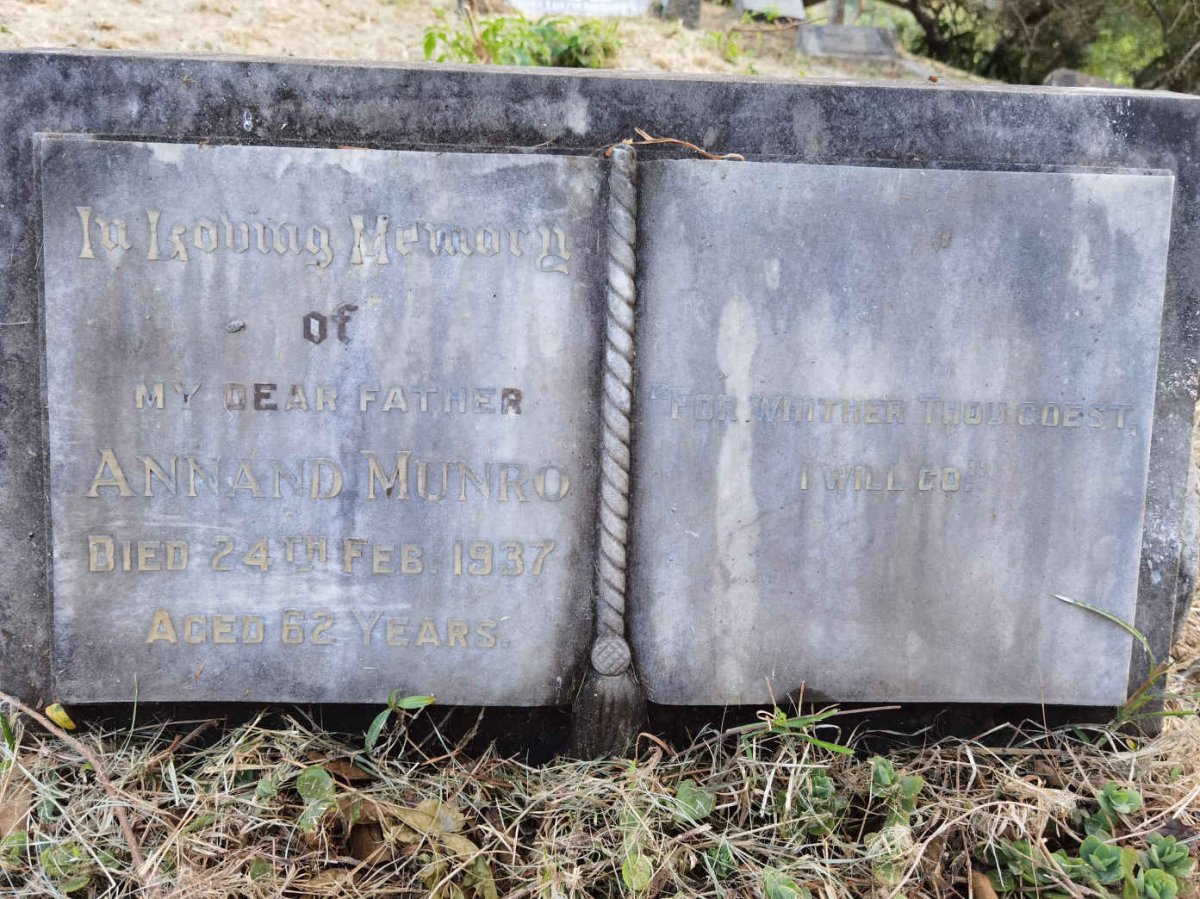 In Loving Memory
of
MY DEAR FATHER
ANNAND MUNRO
DIED 24TH FEB. 1937
AGED 62 YEARS.
"FOR WHITHER THOU GOEST,
I WILL GO."